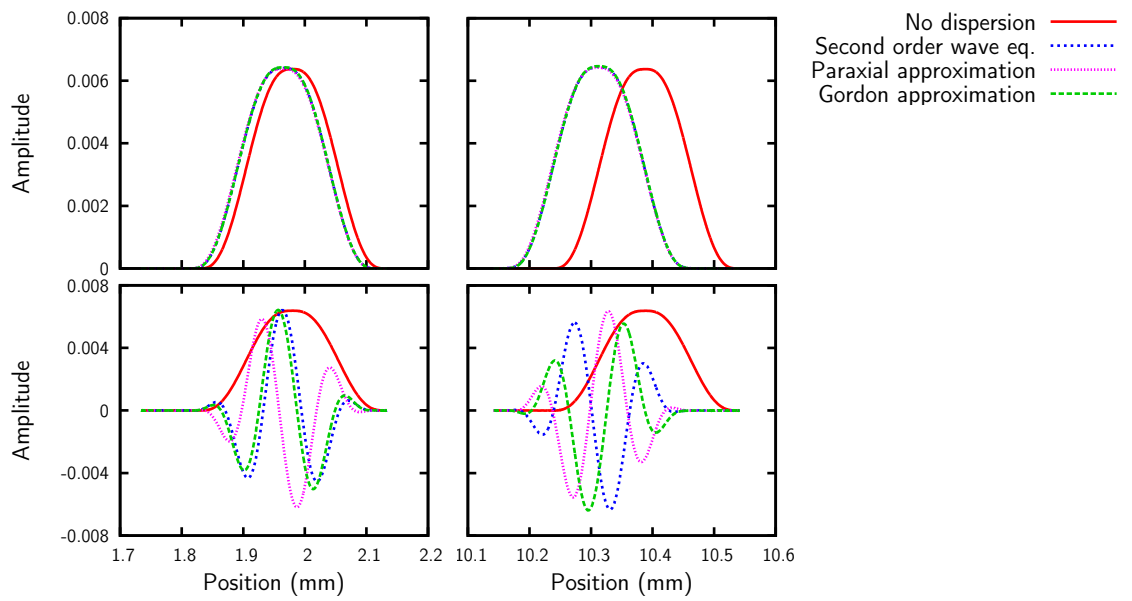 No dispersion
Second order wave eq.
Paraxial approximation
Gordon approximation
0.008
0.006
0.004
0.002
0
Amplitude
0.008
0.004
0
-0.004
-0.008
Amplitude
1.7 1.8 1.9 2 2.1 2.2
Position (mm)
10.1 10.2 10.3 10.4 10.5 10.6
Position (mm)